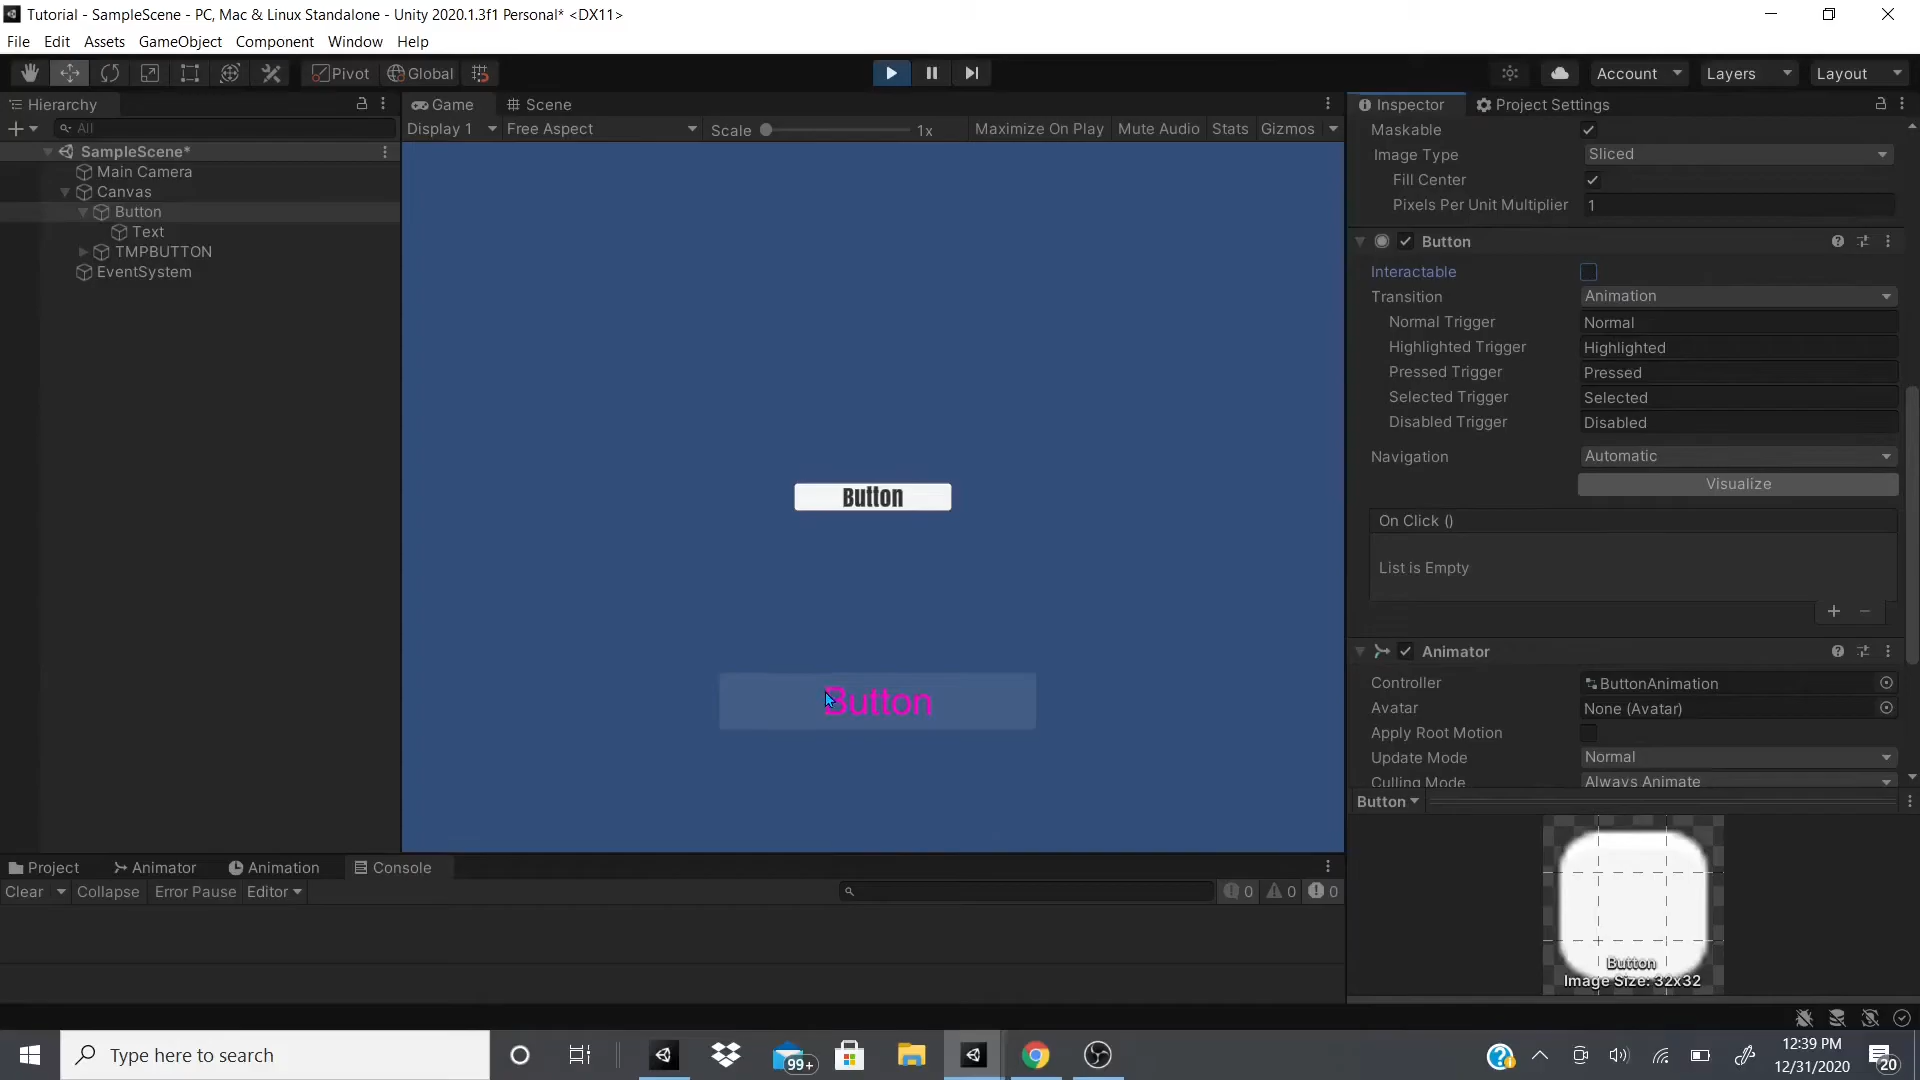 Tutorial - SampleScene - PC, Mac & Linux Standalone - Unity 2020.1.3f1 Personal* <DX11>
File Edit Assets GameObject Component Window Help
Pivot Global Account Layers Layout
Hierarchy
All
SampleScene*
Main Camera
Canvas
Button
Text
TMPBUTTON
EventSystem
Game Scene
Display 1 Free Aspect Scale 1x Maximize On Play Mute Audio Stats Gizmos
Button
Button
Inspector Project Settings
Maskable
Image Type Sliced
Fill Center
Pixels Per Unit Multiplier 1
Button
Interactable
Transition Animation
Normal Trigger Normal
Highlighted Trigger Highlighted
Pressed Trigger Pressed
Selected Trigger Selected
Disabled Trigger Disabled
Navigation Automatic
Visualize
On Click ()
List is Empty
Animator
Controller ButtonAnimation
Avatar None (Avatar)
Apply Root Motion
Update Mode Normal
Culling Mode Always Animate
Button
Button
Image Size: 32x32
Project Animator Animation Console
Clear Collapse Error Pause Editor 0 0 0
Type here to search
99+
12:39 PM
12/31/2020
20